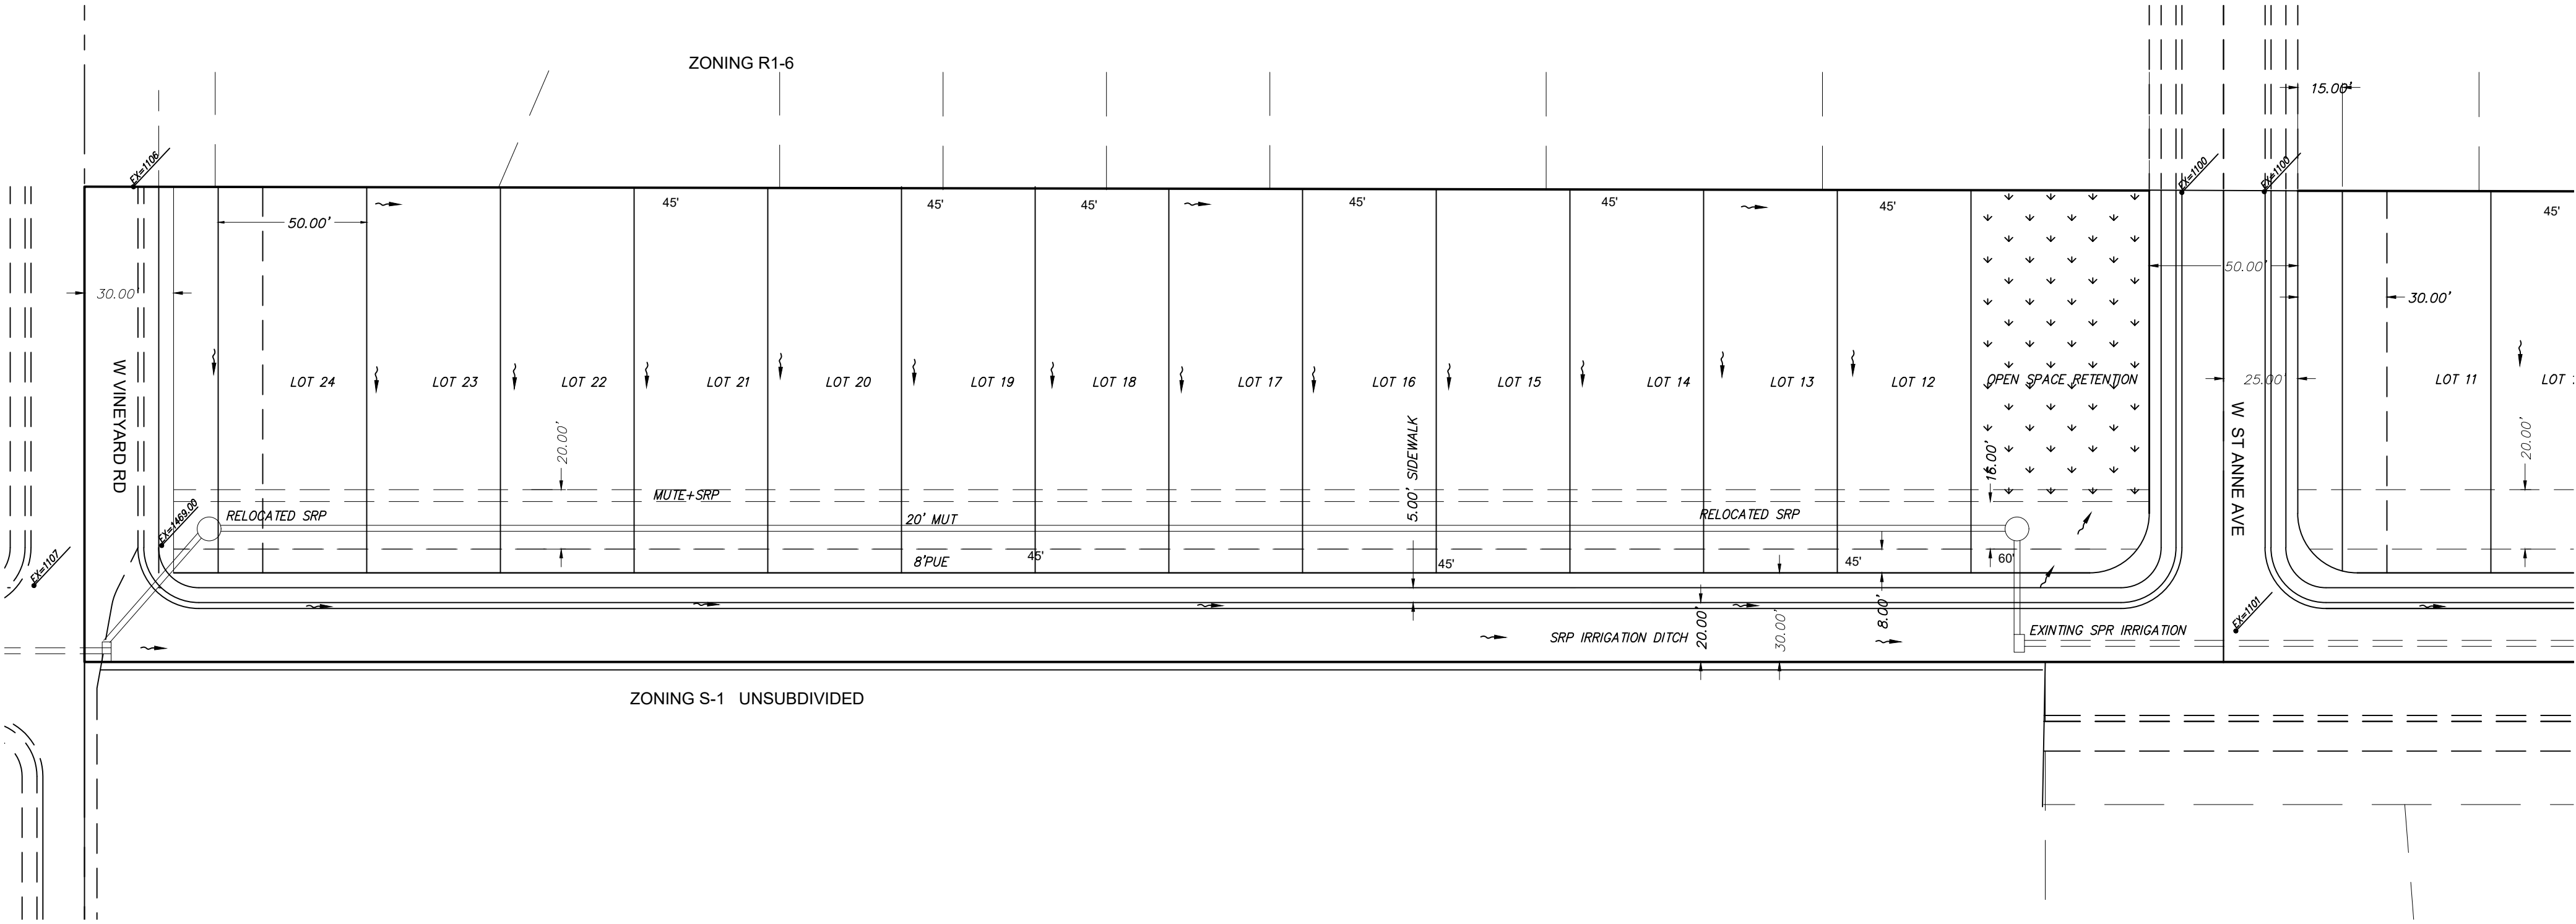 ZONING R1-6
15.00'
EX=1106
EX=1100
EX=1100
45'
45'
45'
45'
45'
45'
45'
50.00'
50.00'
30.00'
30.00'
W VINEYARD RD
LOT 24
LOT 23
LOT 22
LOT 21
LOT 20
LOT 19
LOT 18
LOT 17
LOT 16
LOT 15
LOT 14
LOT 13
LOT 12
OPEN SPACE RETENTION
25.00'
LOT 11
LOT
W ST ANNE AVE
20.00'
5.00' SIDEWALK
16.00'
20.00'
MUTE+SRP
RELOCATED SRP
20' MUT
RELOCATED SRP
EX=1469.00
EX=1107
8'PUE
45'
45'
45'
60'
20.00'
30.00'
8.00'
EX=1101
SRP IRRIGATION DITCH
EXINTING SPR IRRIGATION
ZONING S-1 UNSUBDIVIDED